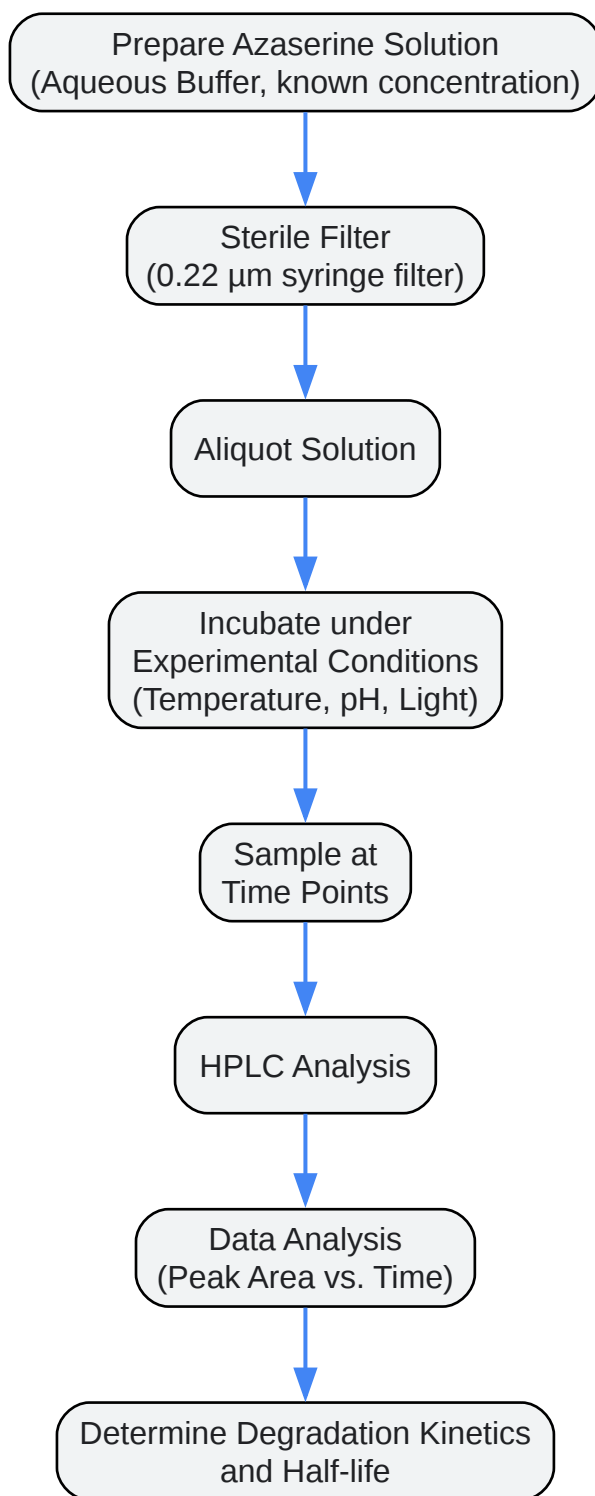 Prepare Azaserine Solution
(Aqueous Buffer, known concentration)
Sterile Filter
(0.22 µm syringe filter)
Aliquot Solution
Incubate under
Experimental Conditions
(Temperature, pH, Light)
Sample at
Time Points
HPLC Analysis
Data Analysis
(Peak Area vs. Time)
Determine Degradation Kinetics
and Half-life